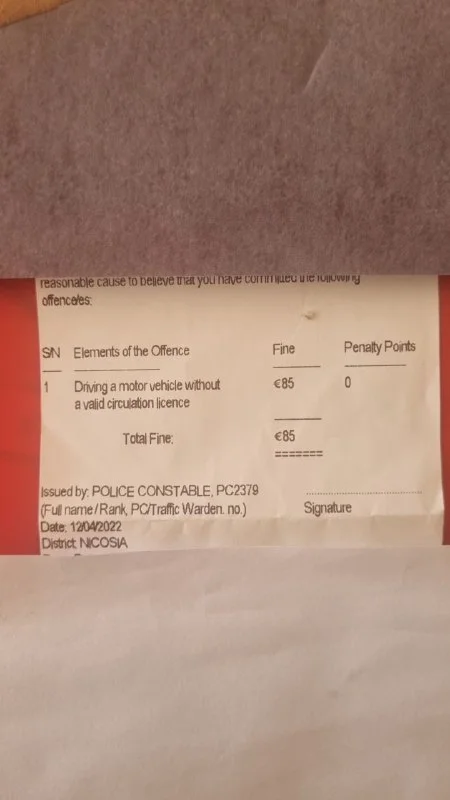 reasonable cause to believe that you have committed the following
offence/es:
S/N Elements of the Offence Fine Penalty Points
1 Driving a motor vehicle without €85 0
a valid circulation licence
Total Fine: €85
=======
Issued by: POLICE CONSTABLE, PC2379
(Full name / Rank, PC/Traffic Warden. no.) Signature
Date: 12/04/2022
District: NICOSIA